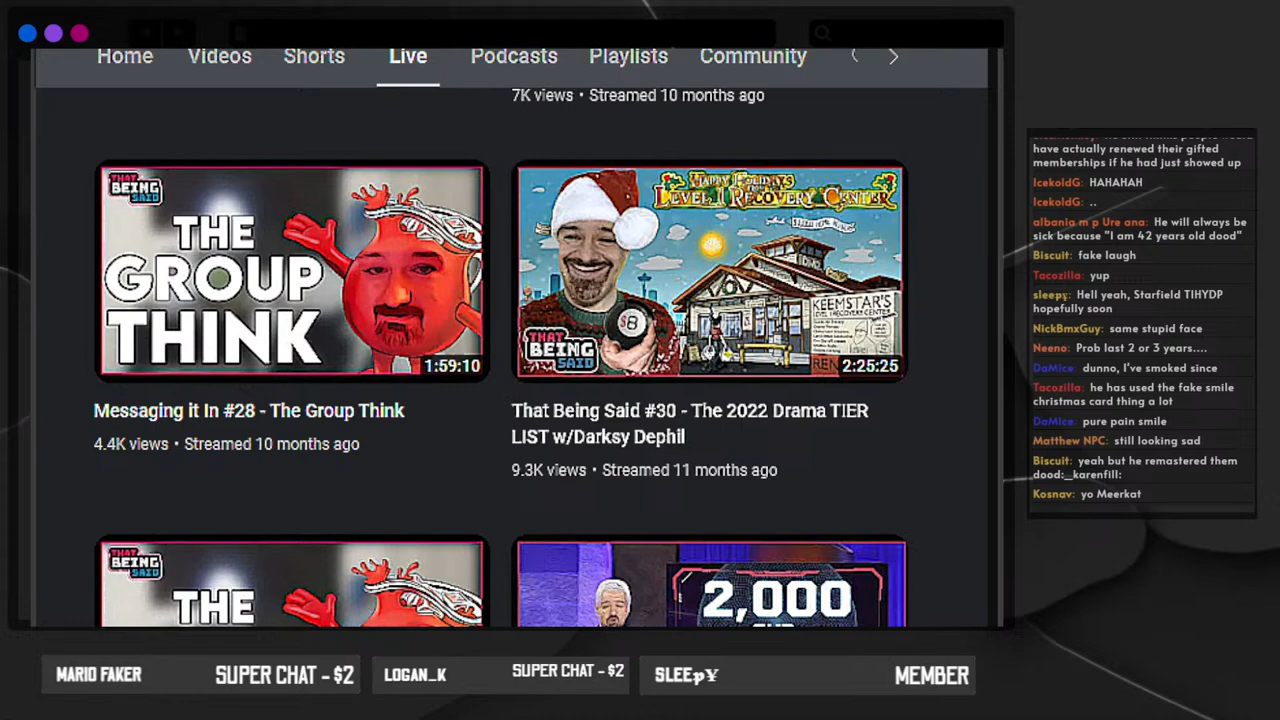 Home Videos Shorts Live Podcasts Playlists Community
7K views • Streamed 10 months ago
THAT BEING SAID
THE
GROUP
THINK
1:59:10
HAPPY HOLIDAYS
LEVEL 1 RECOVERY CENTER
KEEMSTAR'S
$8
THAT BEING SAID
2:25:25
Messaging it In #28 - The Group Think
4.4K views • Streamed 10 months ago
That Being Said #30 - The 2022 Drama TIER
LIST w/Darksy Dephil
9.3K views • Streamed 11 months ago
THAT BEING SAID
THE
2,000
have actually renewed their gifted
memberships if he had just showed up
IcekoldG: HAHAHAH
IcekoldG: ..
albania m p Ure ana: He will always be
sick because "I am 42 years old dood"
Biscuit: fake laugh
Tacozilla: yup
sleepy: Hell yeah, Starfield TIHYDP
hopefully soon
NickBmxGuy: same stupid face
Neeno: Prob last 2 or 3 years....
DaMice: dunno, I've smoked since
Tacozilla: he has used the fake smile
christmas card thing a lot
DaMice: pure pain smile
Matthew NPC: still looking sad
Biscuit: yeah but he remastered them
dood:_karenfill:
Kosnav: yo Meerkat
MARIO FAKER SUPER CHAT - $2
LOGAN_K SUPER CHAT - $2
SLEEp¥ MEMBER